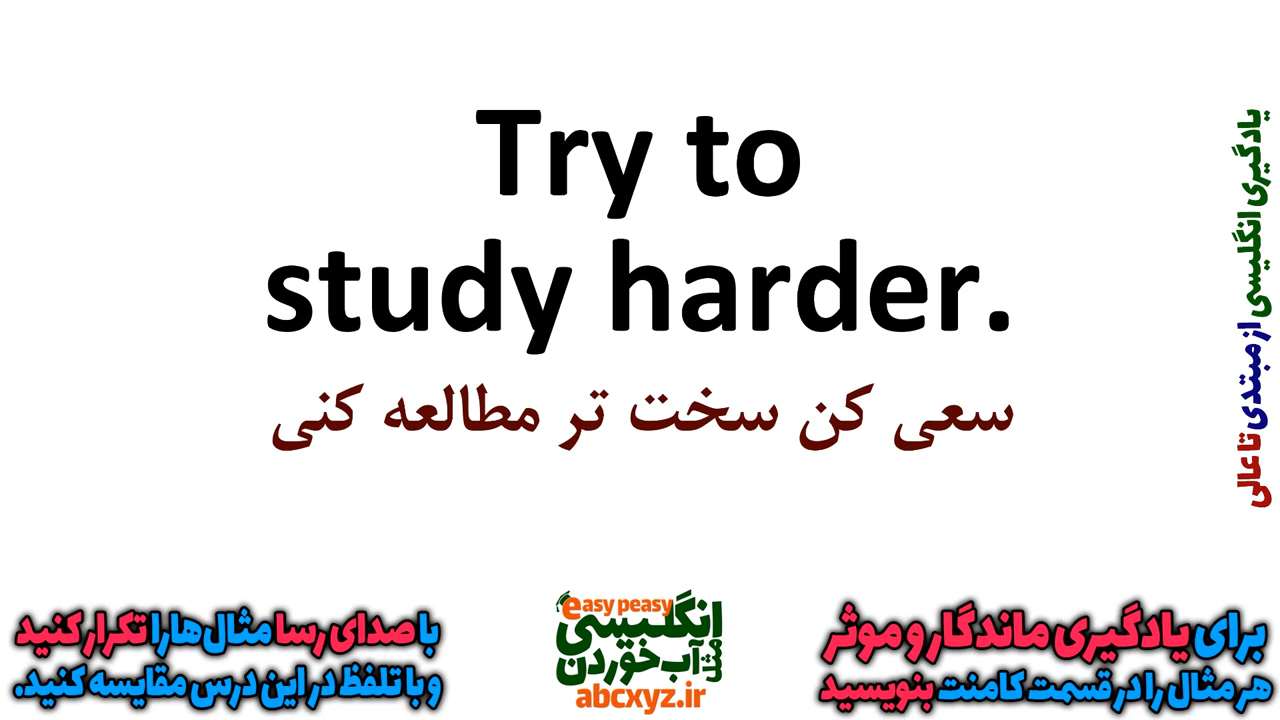 Try to
study harder.
سعی کن سخت تر مطالعه کنی
یادگیری انگلیسی از مبتدی تا عالی
برای یادگیری ماندگار و موثر
هر مثال را در قسمت کامنت بنویسید
easy peasy
انگلیسی
مثل
آب خوردن
abcxyz.ir
با صدای رسا مثال‌ها را تکرار کنید
و با تلفظ در این درس مقایسه کنید.